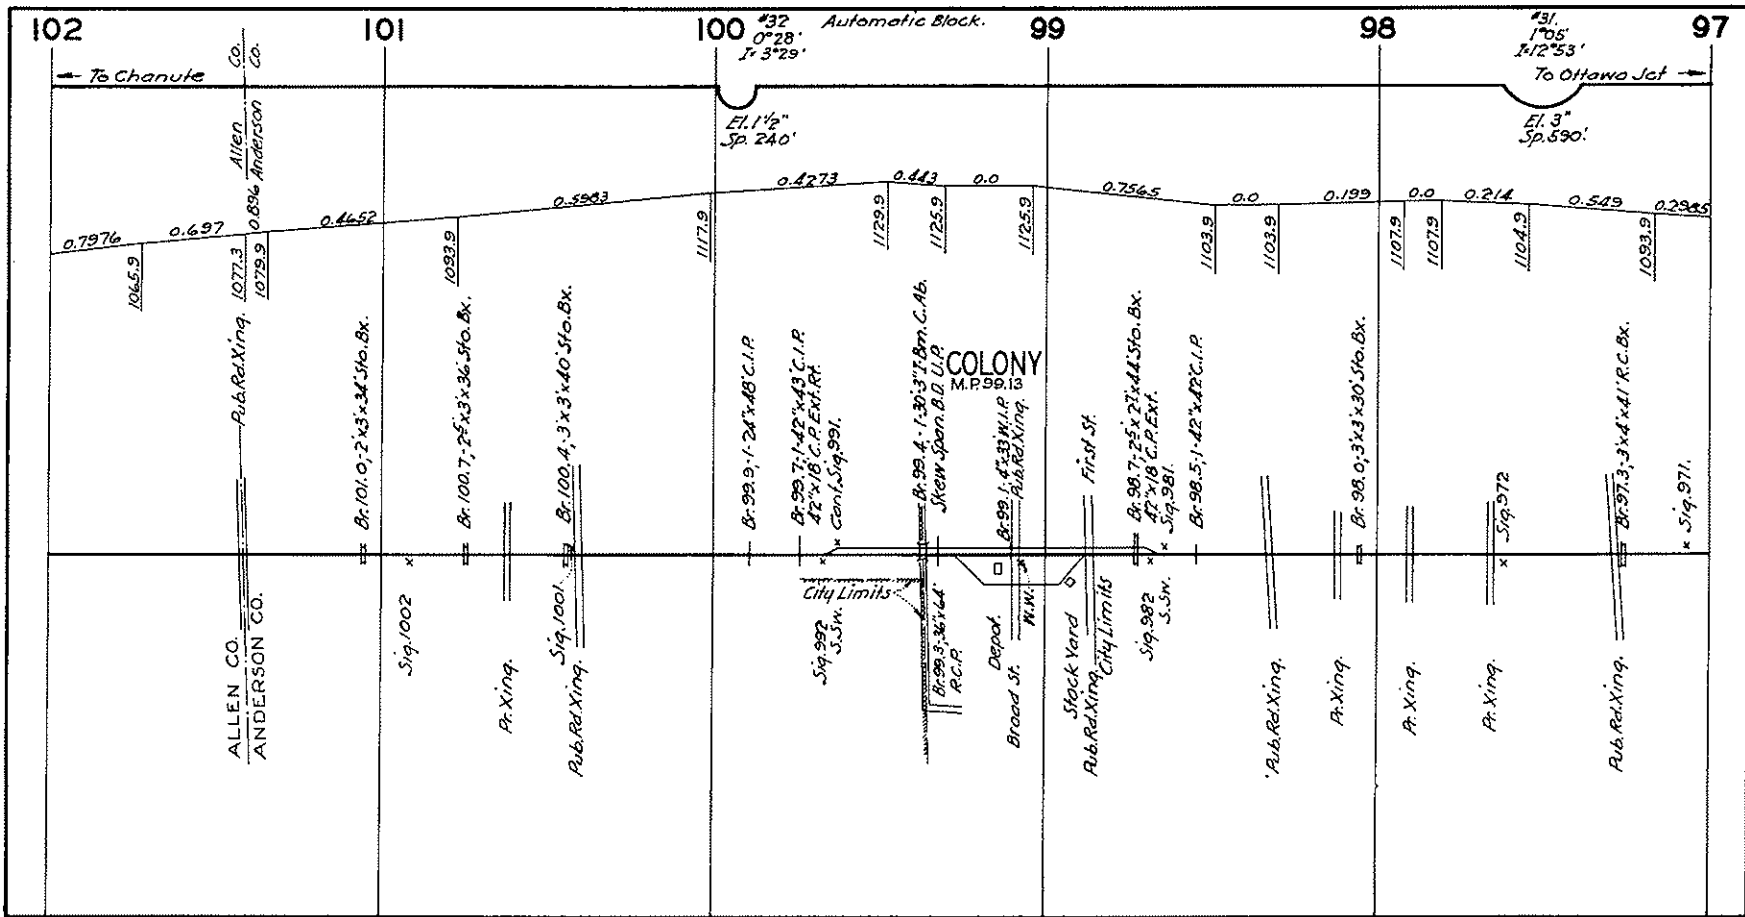 102
101
100
99
98
97
#32
0°28'
I= 3°29'
Automatic Block.
#31.
1°05'
I=12°53'
← To Chanute
To Ottawa Jct →
Co.
Co.
Allen
Anderson
El. 1½"
Sp. 240'
El. 3"
Sp. 590'.
0.7976
0.697
0.896
0.4652
0.5983
0.4273
0.443
0.0
0.7565
0.0
0.199
0.0
0.214
0.549
0.2985
1065.9
1077.3
1079.9
1093.9
1117.9
1129.9
1125.9
1125.9
1103.9
1103.9
1107.9
1107.9
1104.9
1093.9
Pub.Rd.Xing.
Br.101.0;-2'x3'x34' Sto.Bx.
Br.100.7;-2⁵x3'x36' Sto.Bx.
Br.100.4;-3'x3'x40' Sto.Bx.
Br.99.9;-1-24"x48' C.I.P.
Br.99.7;-1-42"x43' C.I.P.
42"x18' C.P. Ext. Rt.
Cant.Sig.991.
Br.99.4.-1-30'-3" I-Bm.C.Ab.
Skew Span. B.D. U.P.
COLONY
M.P. 99.13
Br.99.1;-4"x33' W.I.P.
Pub.Rd.Xing.
First St.
Br.98.7;-2⁵x2⁷x44' Sto.Bx.
42"x18' C.P. Ext.
Sig.981.
Br.98.5;-1-42"x42' C.I.P.
Br.98.0;-3'x3'x30' Sto.Bx.
Sig.972
Br.97.3;-3'x4'x41' R.C.Bx.
Sig.971.
ALLEN CO.
ANDERSON CO.
Sig.1002
Pr.Xing.
Sig.1001
Pub.Rd.Xing.
City Limits
Sig.992
S.Sw.
Br.99.3;-36"x64'
R.C.P.
Depot.
Broad St.
W.W.
Stock Yard
Pub.Rd.Xing.
City Limits
Sig.982
S.Sw.
Pub.Rd.Xing.
Pr.Xing.
Pr.Xing.
Pr.Xing.
Pub.Rd.Xing.